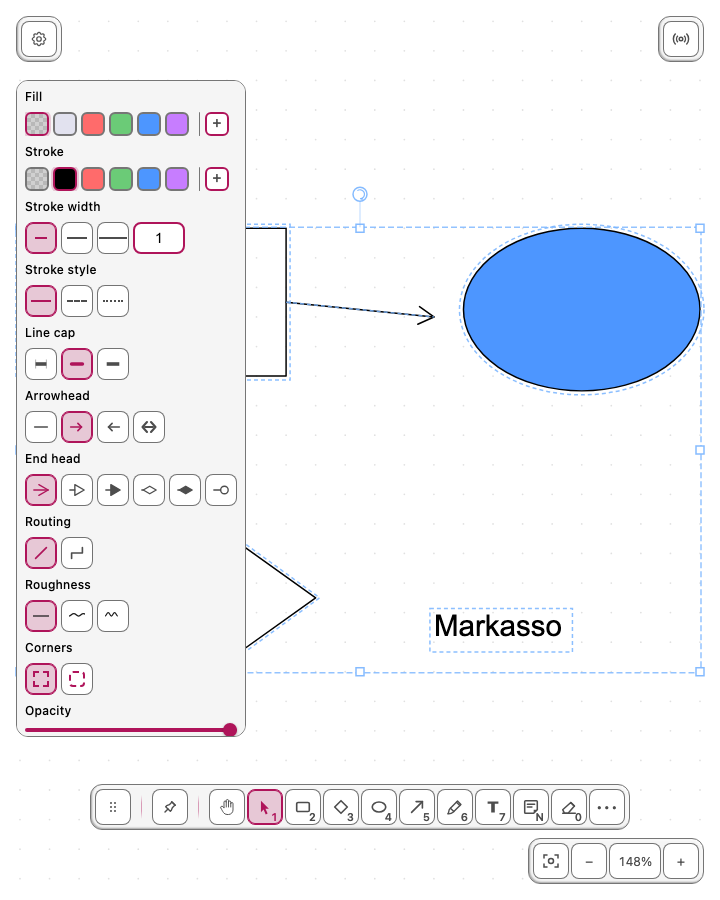 Fill
+
Stroke
+
Stroke width
1
Stroke style
Line cap
Arrowhead
End head
Routing
Roughness
Corners
Opacity
Markasso
1 2 3 4 5 6 T 7 N 0
− 148% +